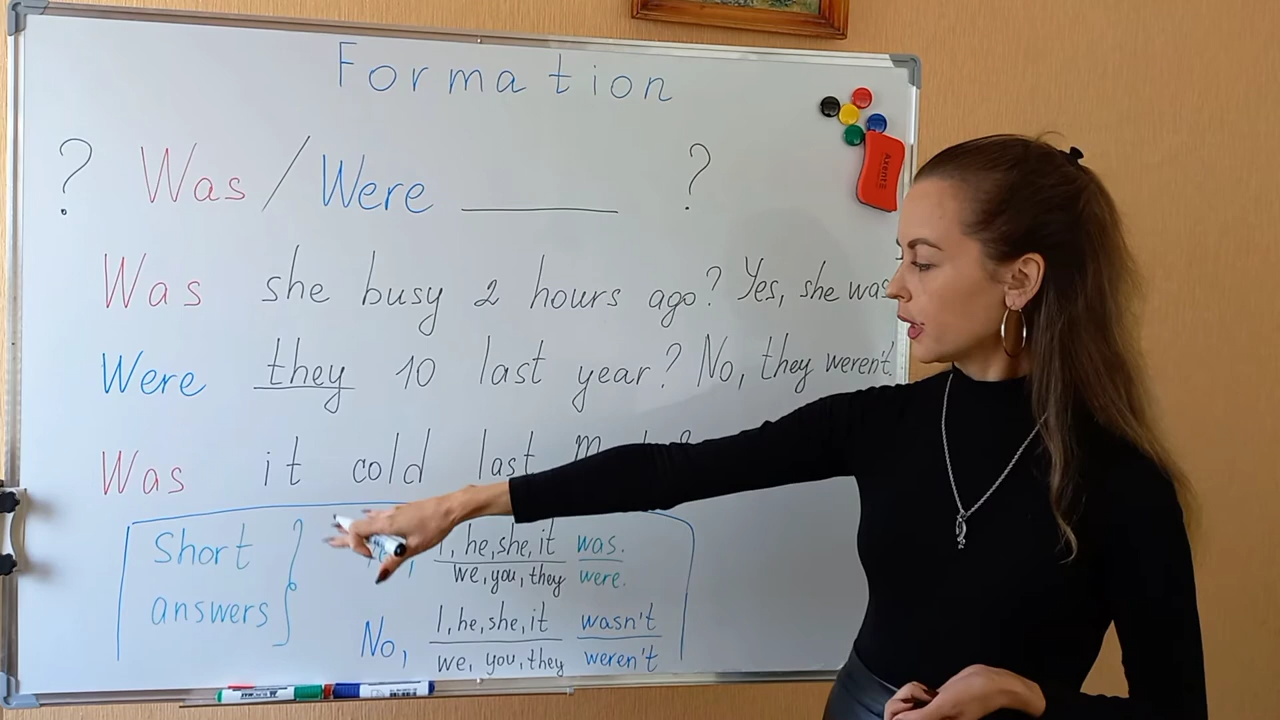 Formation
? Was / Were ______ ?
Was she busy 2 hours ago? Yes, she was
Were they 10 last year? No, they weren't.
Was it cold last
Short answers
I, he, she, it was.
we, you, they were.
No, I, he, she, it wasn't
we, you, they weren't
Axent